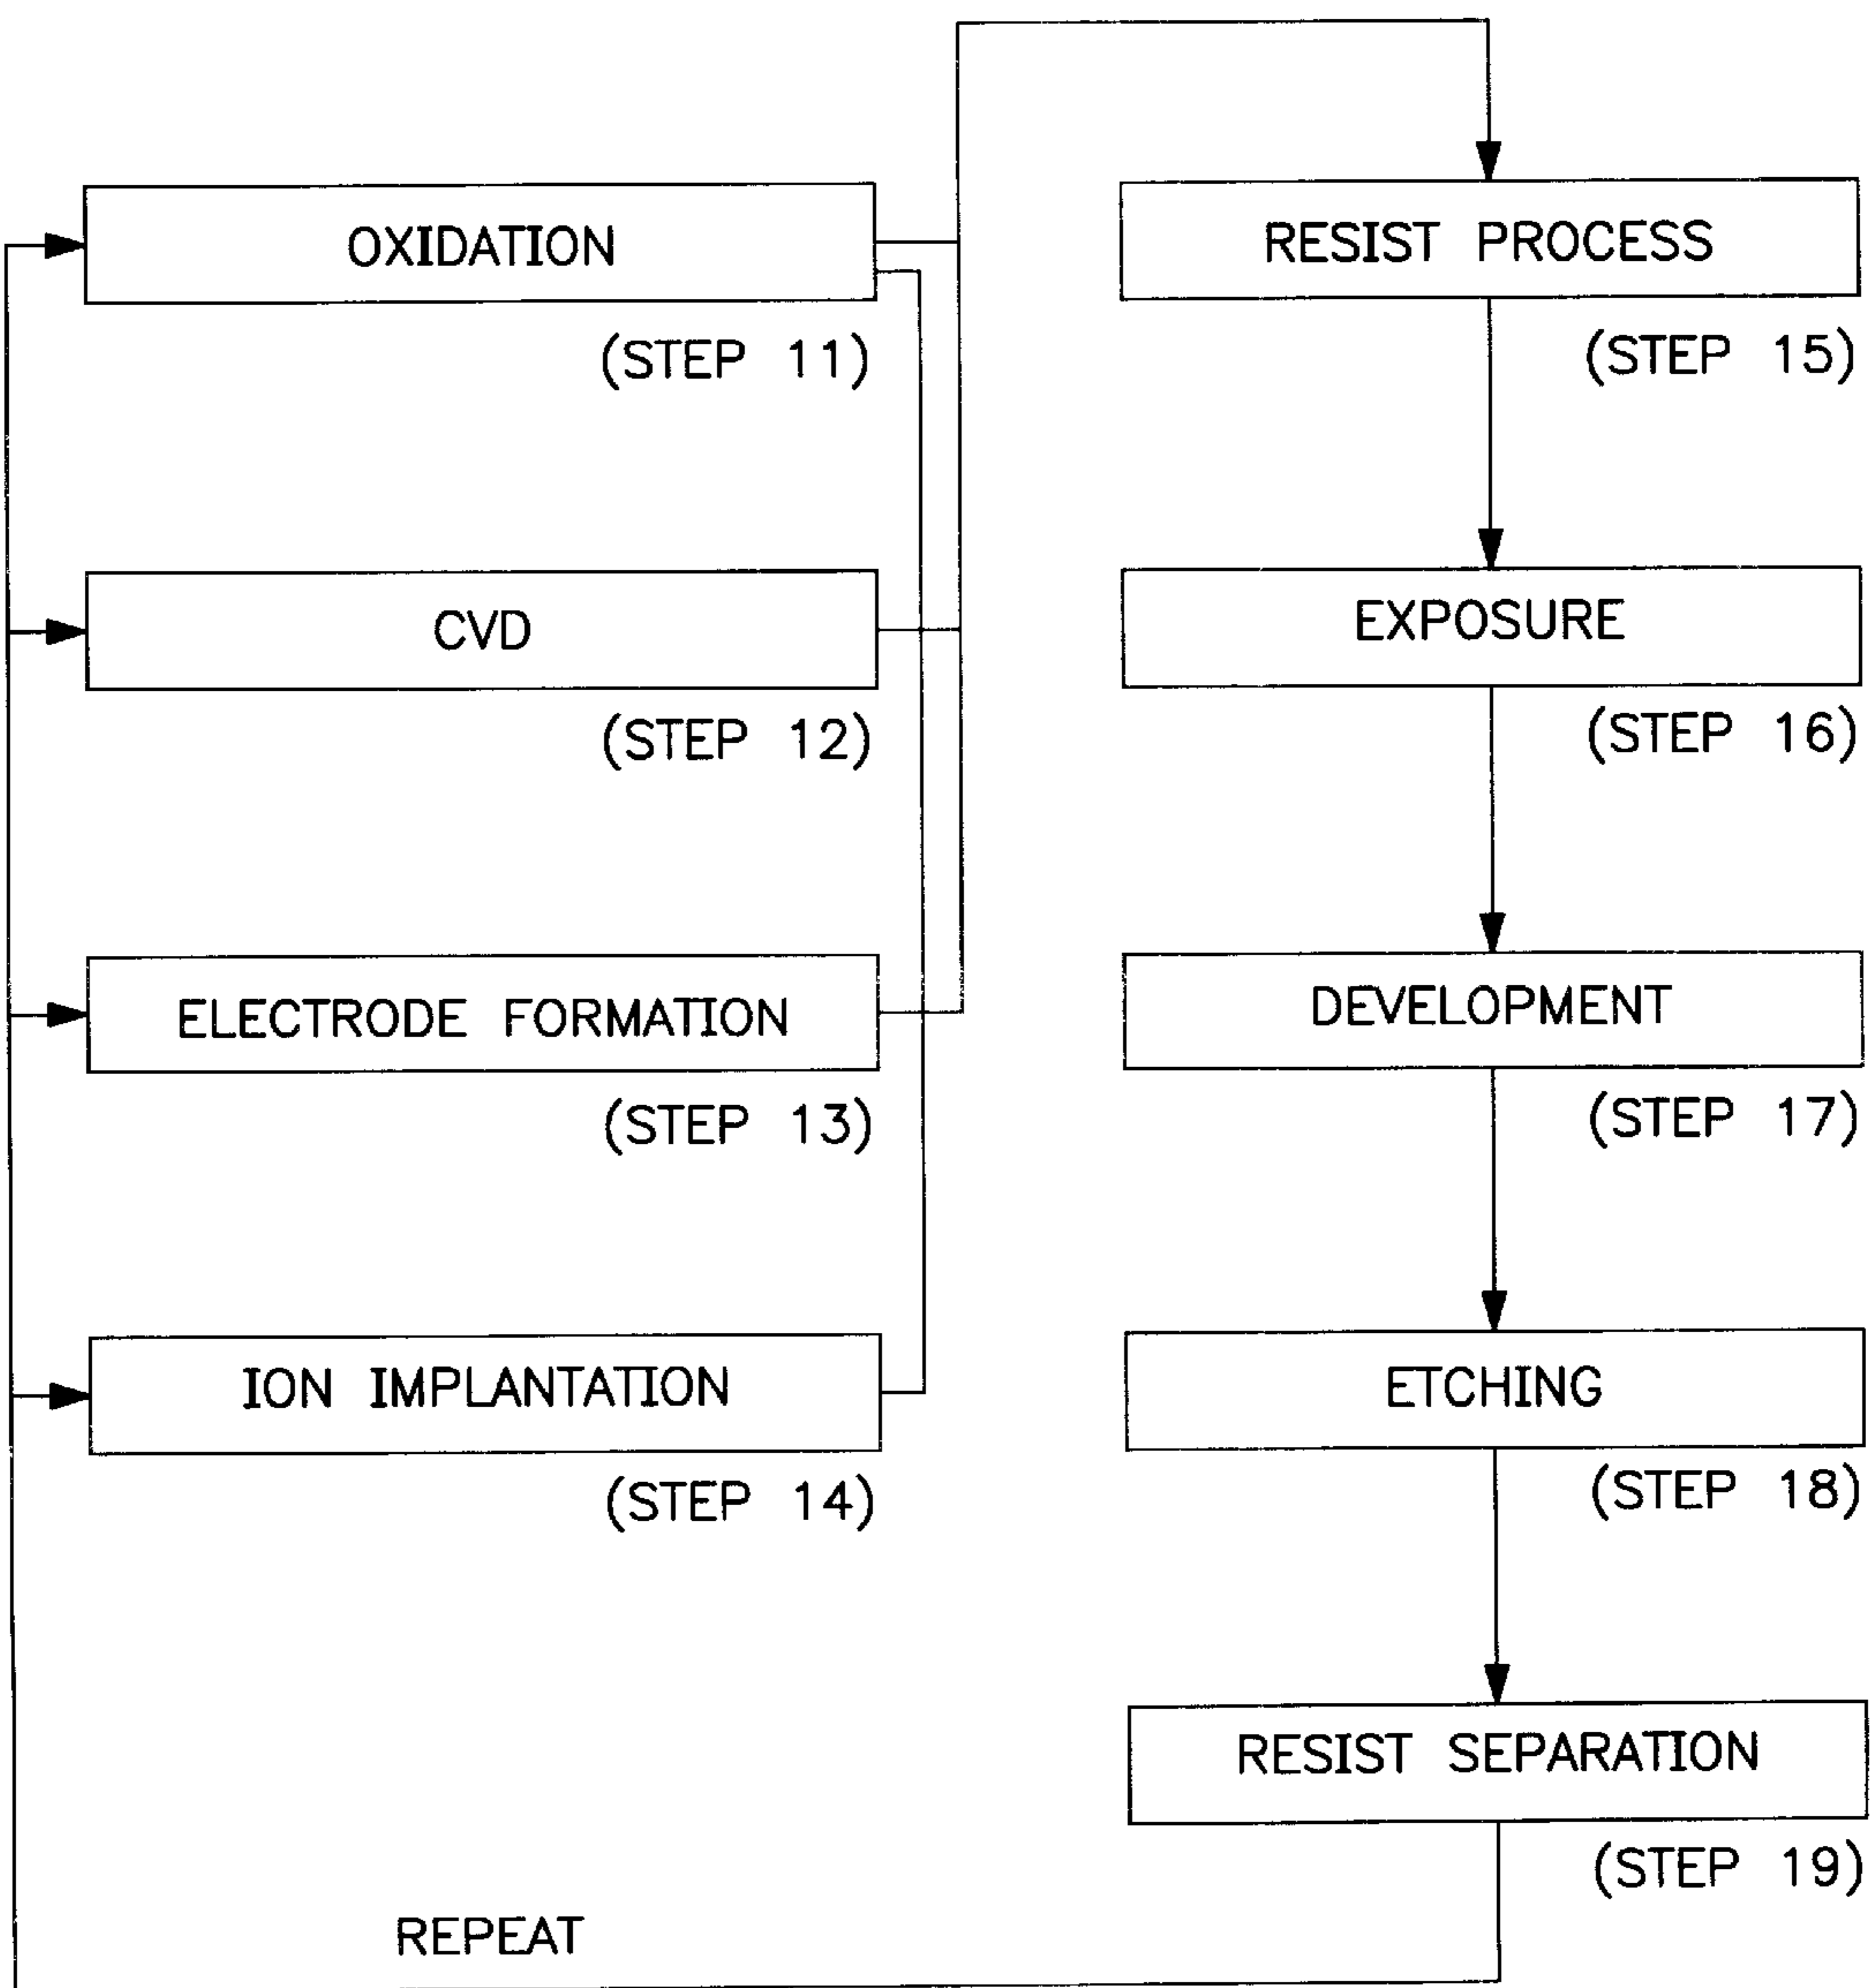 OXIDATION
(STEP 11)
CVD
(STEP 12)
ELECTRODE FORMATION
(STEP 13)
ION IMPLANTATION
(STEP 14)
RESIST PROCESS
(STEP 15)
EXPOSURE
(STEP 16)
DEVELOPMENT
(STEP 17)
ETCHING
(STEP 18)
RESIST SEPARATION
(STEP 19)
REPEAT